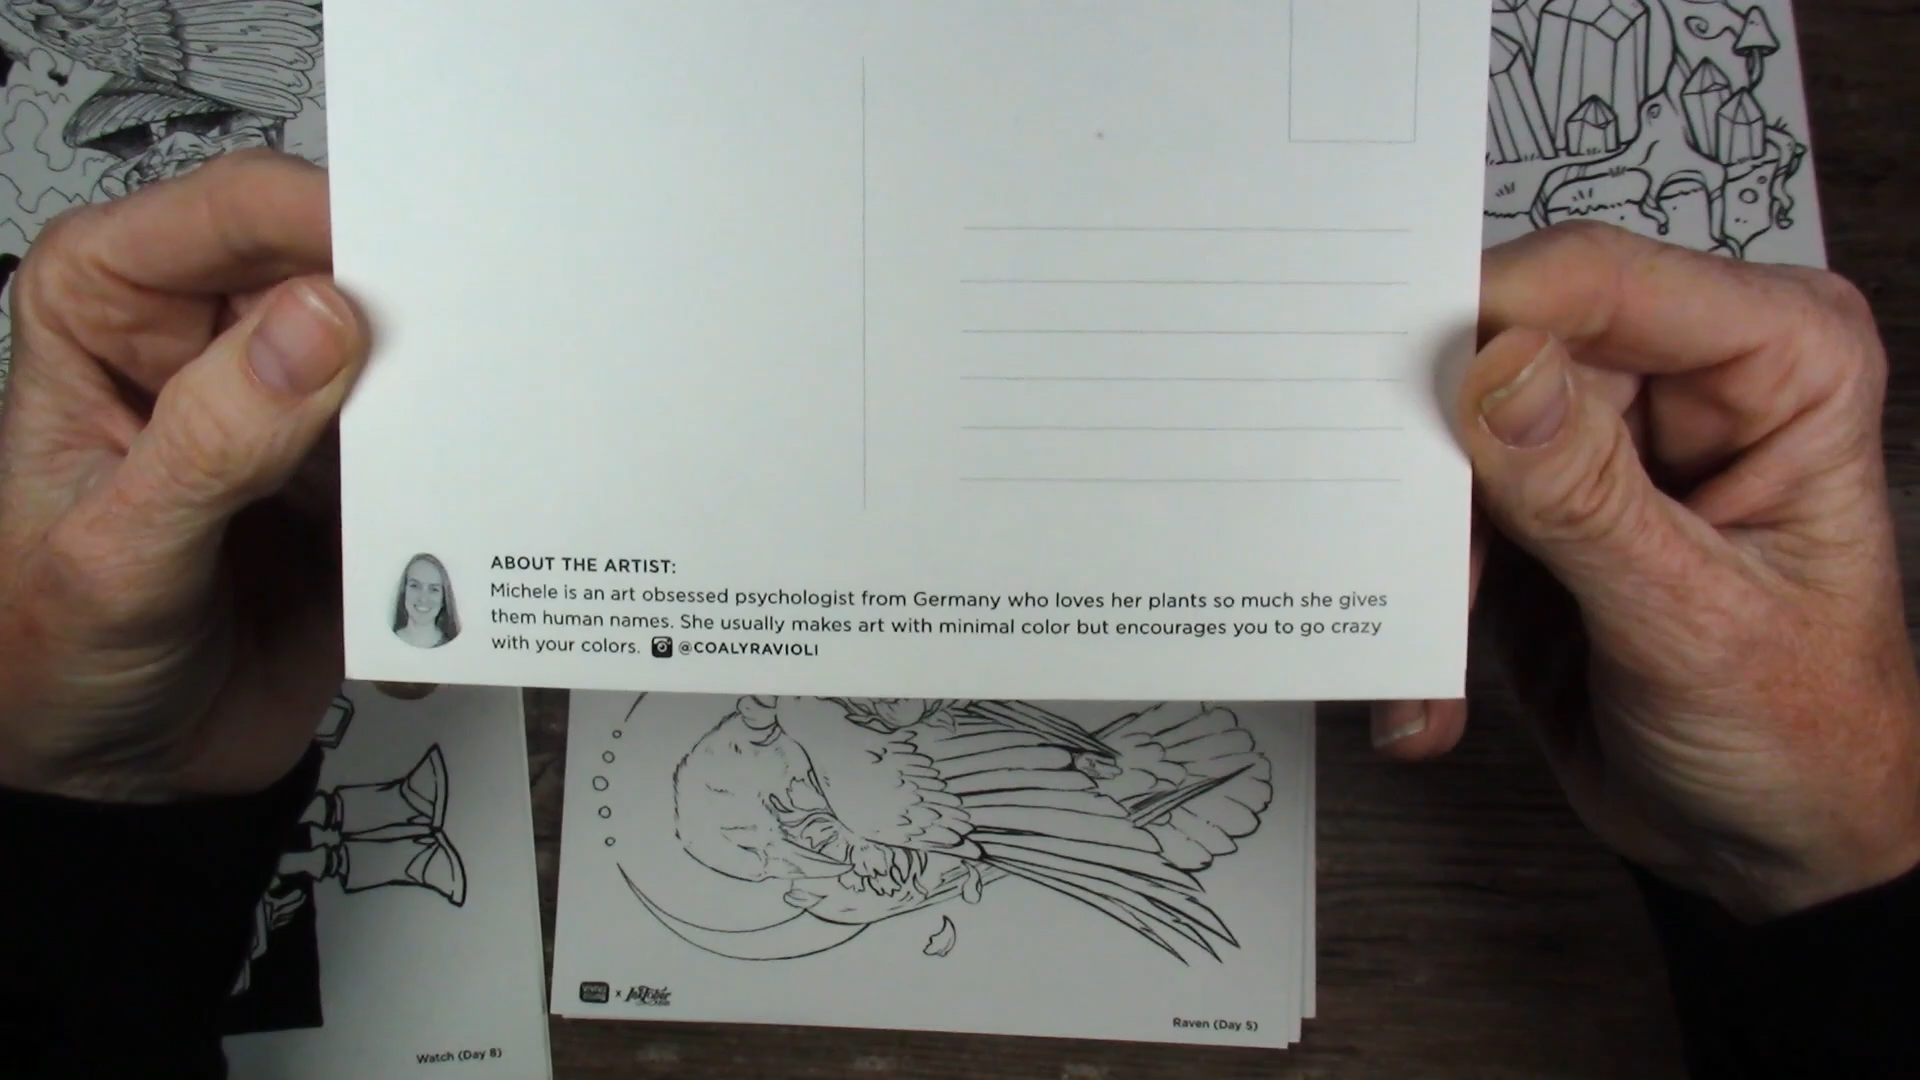 ABOUT THE ARTIST:
Michele is an art obsessed psychologist from Germany who loves her plants so much she gives
them human names. She usually makes art with minimal color but encourages you to go crazy
with your colors. @COALYRAVIOLI
x InkTober
Raven (Day 5)
Watch (Day 8)